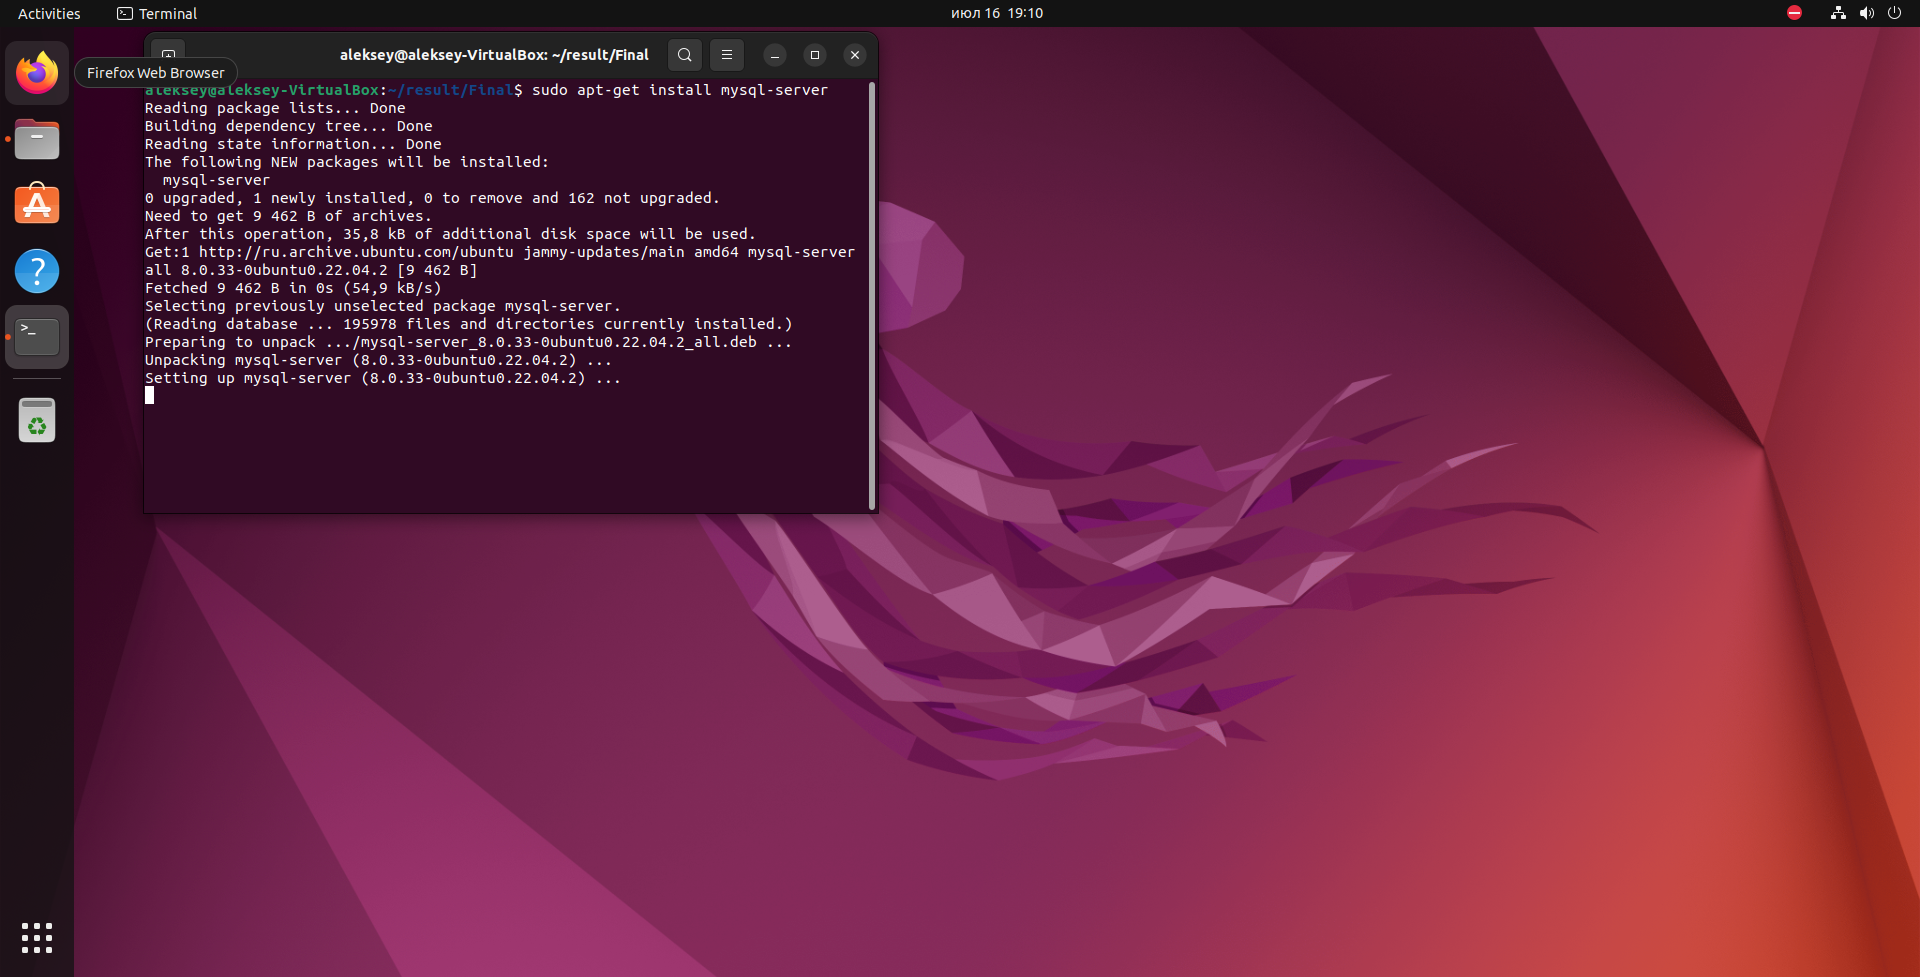 Activities
Terminal
июл 16 19:10
aleksey@aleksey-VirtualBox: ~/result/Final
Firefox Web Browser
aleksey@aleksey-VirtualBox:~/result/Final$ sudo apt-get install mysql-server
Reading package lists... Done
Building dependency tree... Done
Reading state information... Done
The following NEW packages will be installed:
  mysql-server
0 upgraded, 1 newly installed, 0 to remove and 162 not upgraded.
Need to get 9 462 B of archives.
After this operation, 35,8 kB of additional disk space will be used.
Get:1 http://ru.archive.ubuntu.com/ubuntu jammy-updates/main amd64 mysql-server
all 8.0.33-0ubuntu0.22.04.2 [9 462 B]
Fetched 9 462 B in 0s (54,9 kB/s)
Selecting previously unselected package mysql-server.
(Reading database ... 195978 files and directories currently installed.)
Preparing to unpack .../mysql-server_8.0.33-0ubuntu0.22.04.2_all.deb ...
Unpacking mysql-server (8.0.33-0ubuntu0.22.04.2) ...
Setting up mysql-server (8.0.33-0ubuntu0.22.04.2) ...